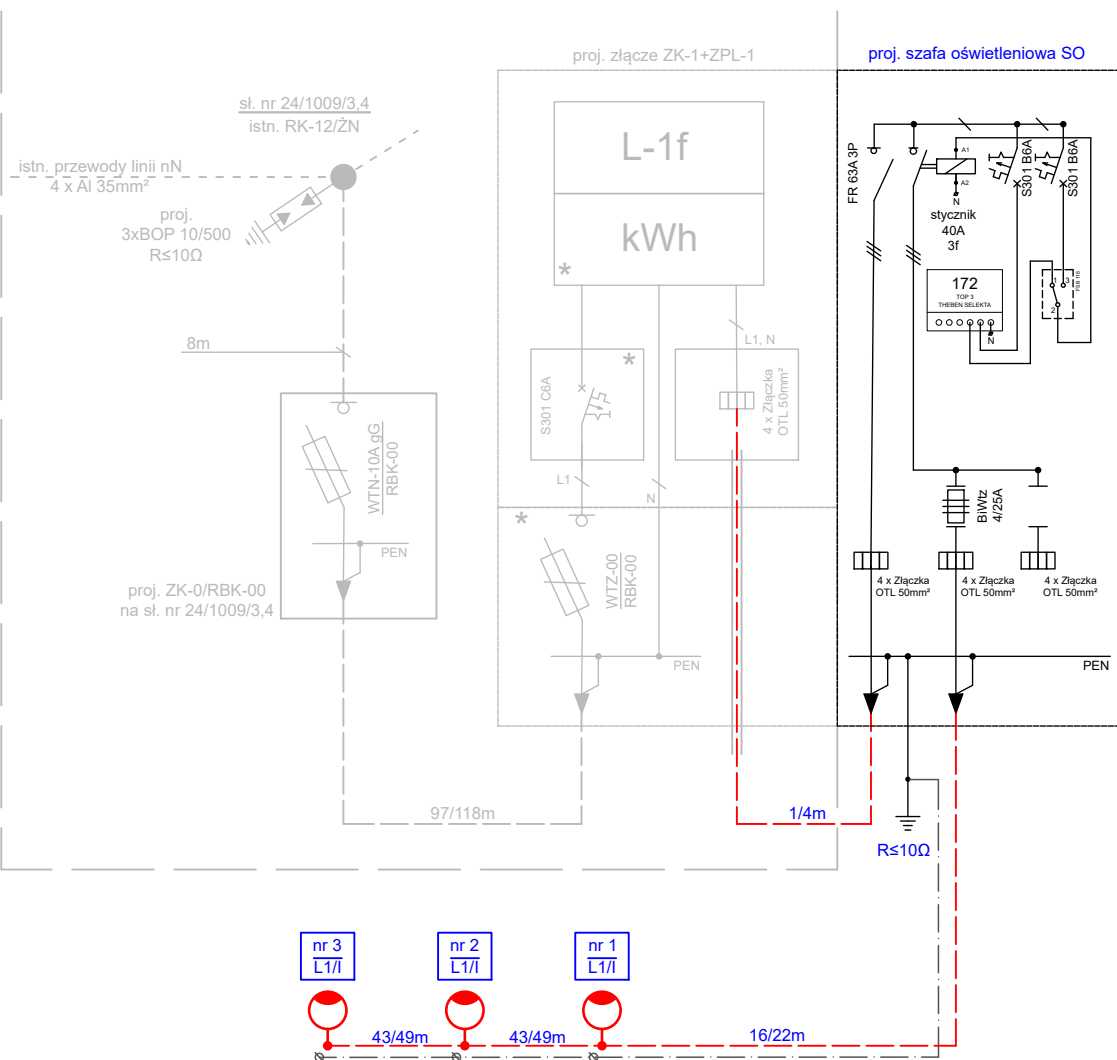 proj. złącze ZK-1+ZPL-1
proj. szafa oświetleniowa SO
sł. nr 24/1009/3,4
istn. RK-12/ŻN
istn. przewody linii nN
4 x Al 35mm²
proj.
3xBOP 10/500
R≤10Ω
8m
WTN-10A gG
RBK-00
PEN
proj. ZK-0/RBK-00
na sł. nr 24/1009/3,4
97/118m
L-1f
kWh
*
*
S301 C6A
L1
N
L1, N
4 x Złączka
OTL 50mm²
*
WTZ-00
RBK-00
PEN
1/4m
FR 63A 3P
A1
A2
N
stycznik
40A
3f
S301 B6A
S301 B6A
172
TOP 3
THEBEN SELEKTA
N
1
3
2
FSB 116
BiWtz
4/25A
4 x Złączka
OTL 50mm²
4 x Złączka
OTL 50mm²
4 x Złączka
OTL 50mm²
PEN
R≤10Ω
nr 3
L1/I
nr 2
L1/I
nr 1
L1/I
43/49m
43/49m
16/22m